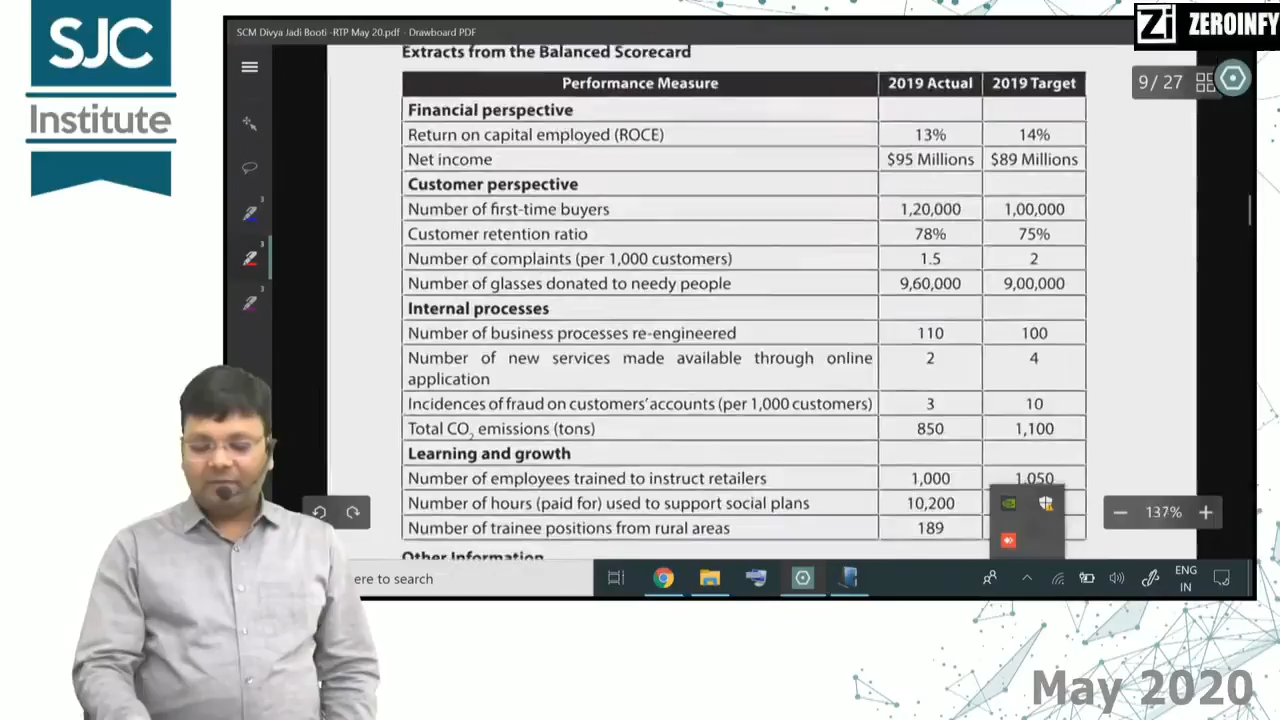 SJC
Institute
ZEROINFY
SCM Divya Jadi Booti -RTP May 20.pdf - Drawboard PDF
9 / 27
Extracts from the Balanced Scorecard
Performance Measure 2019 Actual 2019 Target
Financial perspective
Return on capital employed (ROCE) 13% 14%
Net income $95 Millions $89 Millions
Customer perspective
Number of first-time buyers 1,20,000 1,00,000
Customer retention ratio 78% 75%
Number of complaints (per 1,000 customers) 1.5 2
Number of glasses donated to needy people 9,60,000 9,00,000
Internal processes
Number of business processes re-engineered 110 100
Number of new services made available through online 2 4
application
Incidences of fraud on customers' accounts (per 1,000 customers) 3 10
Total CO2 emissions (tons) 850 1,100
Learning and growth
Number of employees trained to instruct retailers 1,000 1,050
Number of hours (paid for) used to support social plans 10,200
Number of trainee positions from rural areas 189
Other Information
137%
ere to search
ENG
IN
May 2020